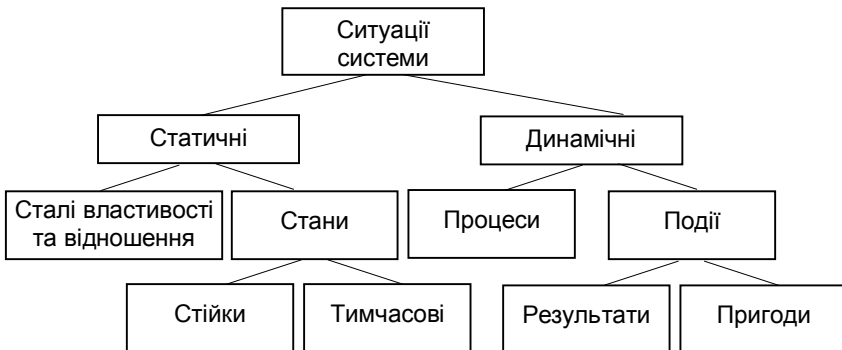 Ситуації
системи
Статичні
Динамічні
Сталі властивості
та відношення
Стани
Процеси
Події
Стійки
Тимчасові
Результати
Пригоди